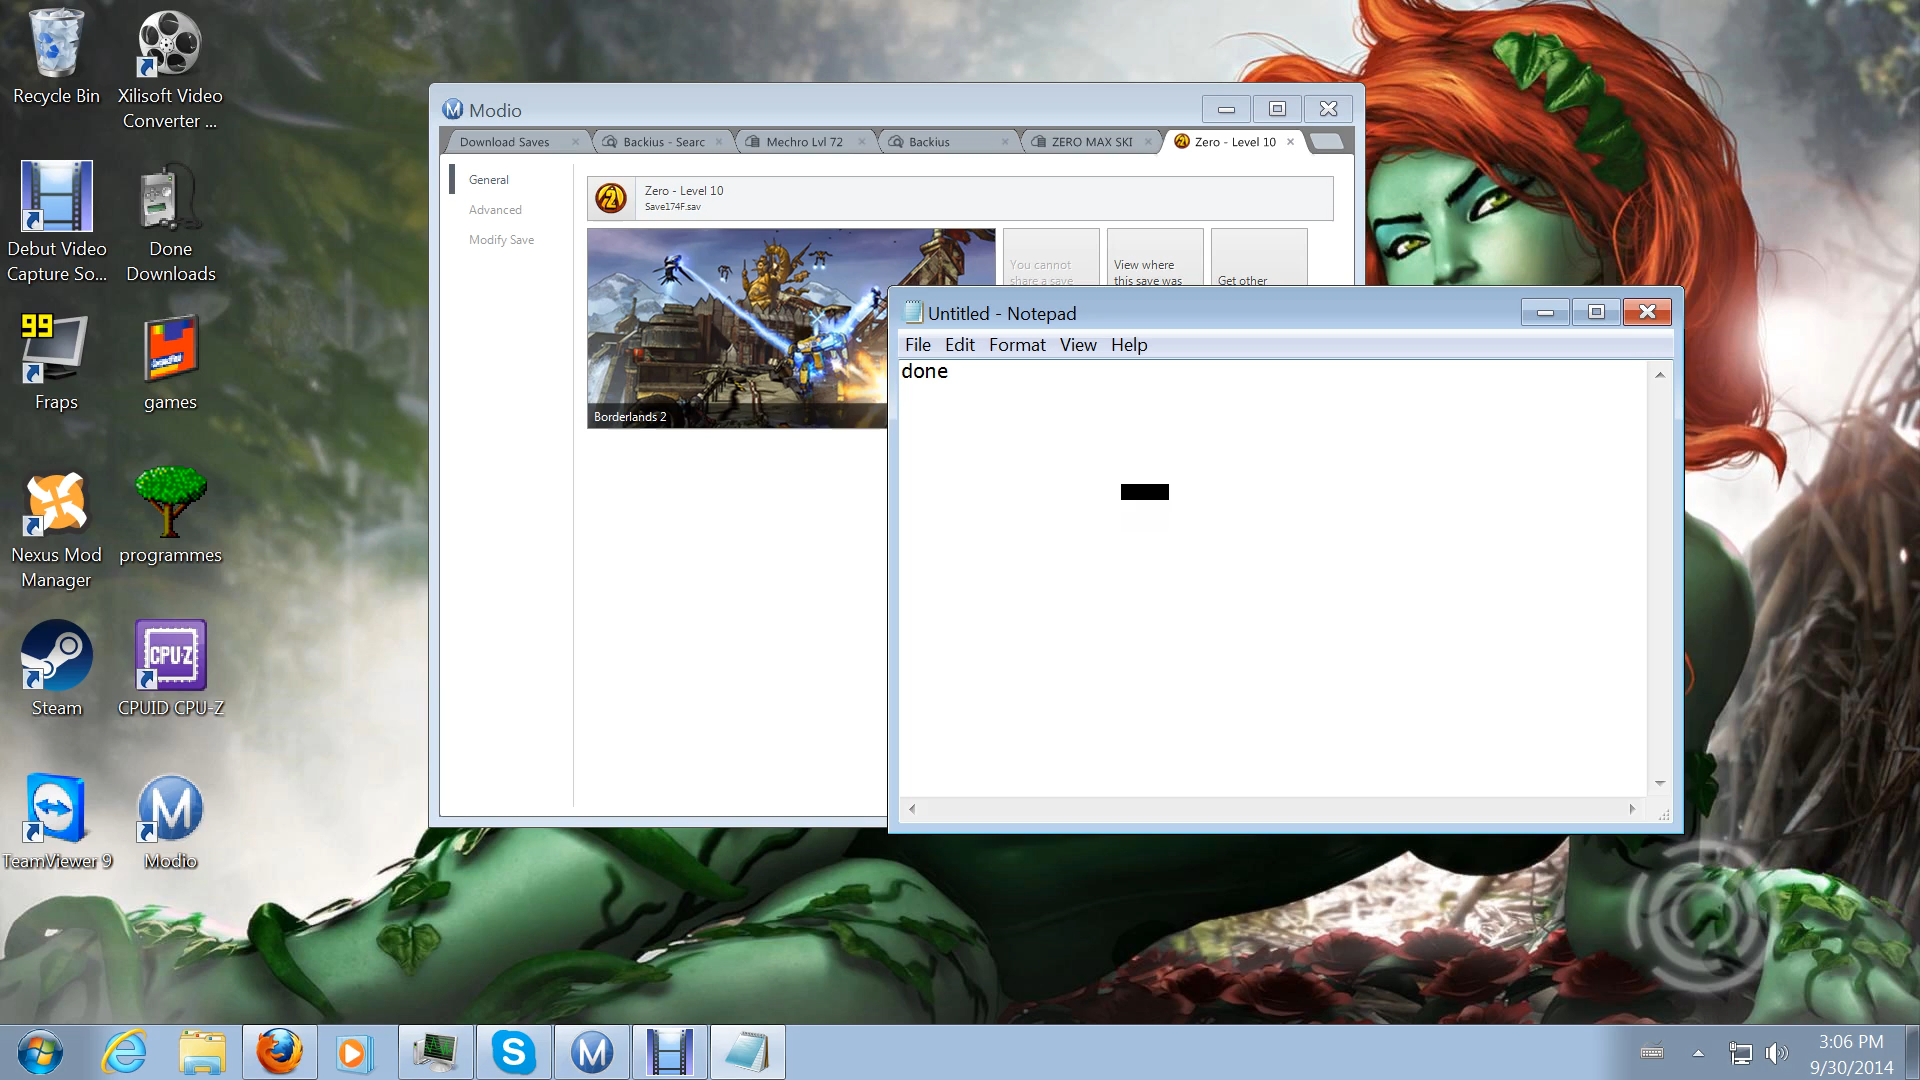 Recycle Bin
Xilisoft Video
Converter ...
Debut Video
Capture So...
Done
Downloads
99
Fraps
games
Nexus Mod
Manager
programmes
Steam
CPU-Z
CPUID CPU-Z
TeamViewer 9
M
Modio
M Modio
Download Saves
Backius - Searc
Mechro Lvl 72
Backius
ZERO MAX SKI
Zero - Level 10
General
Advanced
Modify Save
Zero - Level 10
Save174F.sav
Borderlands 2
You cannot
share a save
View where
this save was
Get other
Untitled - Notepad
File Edit Format View Help
done
S
M
3:06 PM
9/30/2014